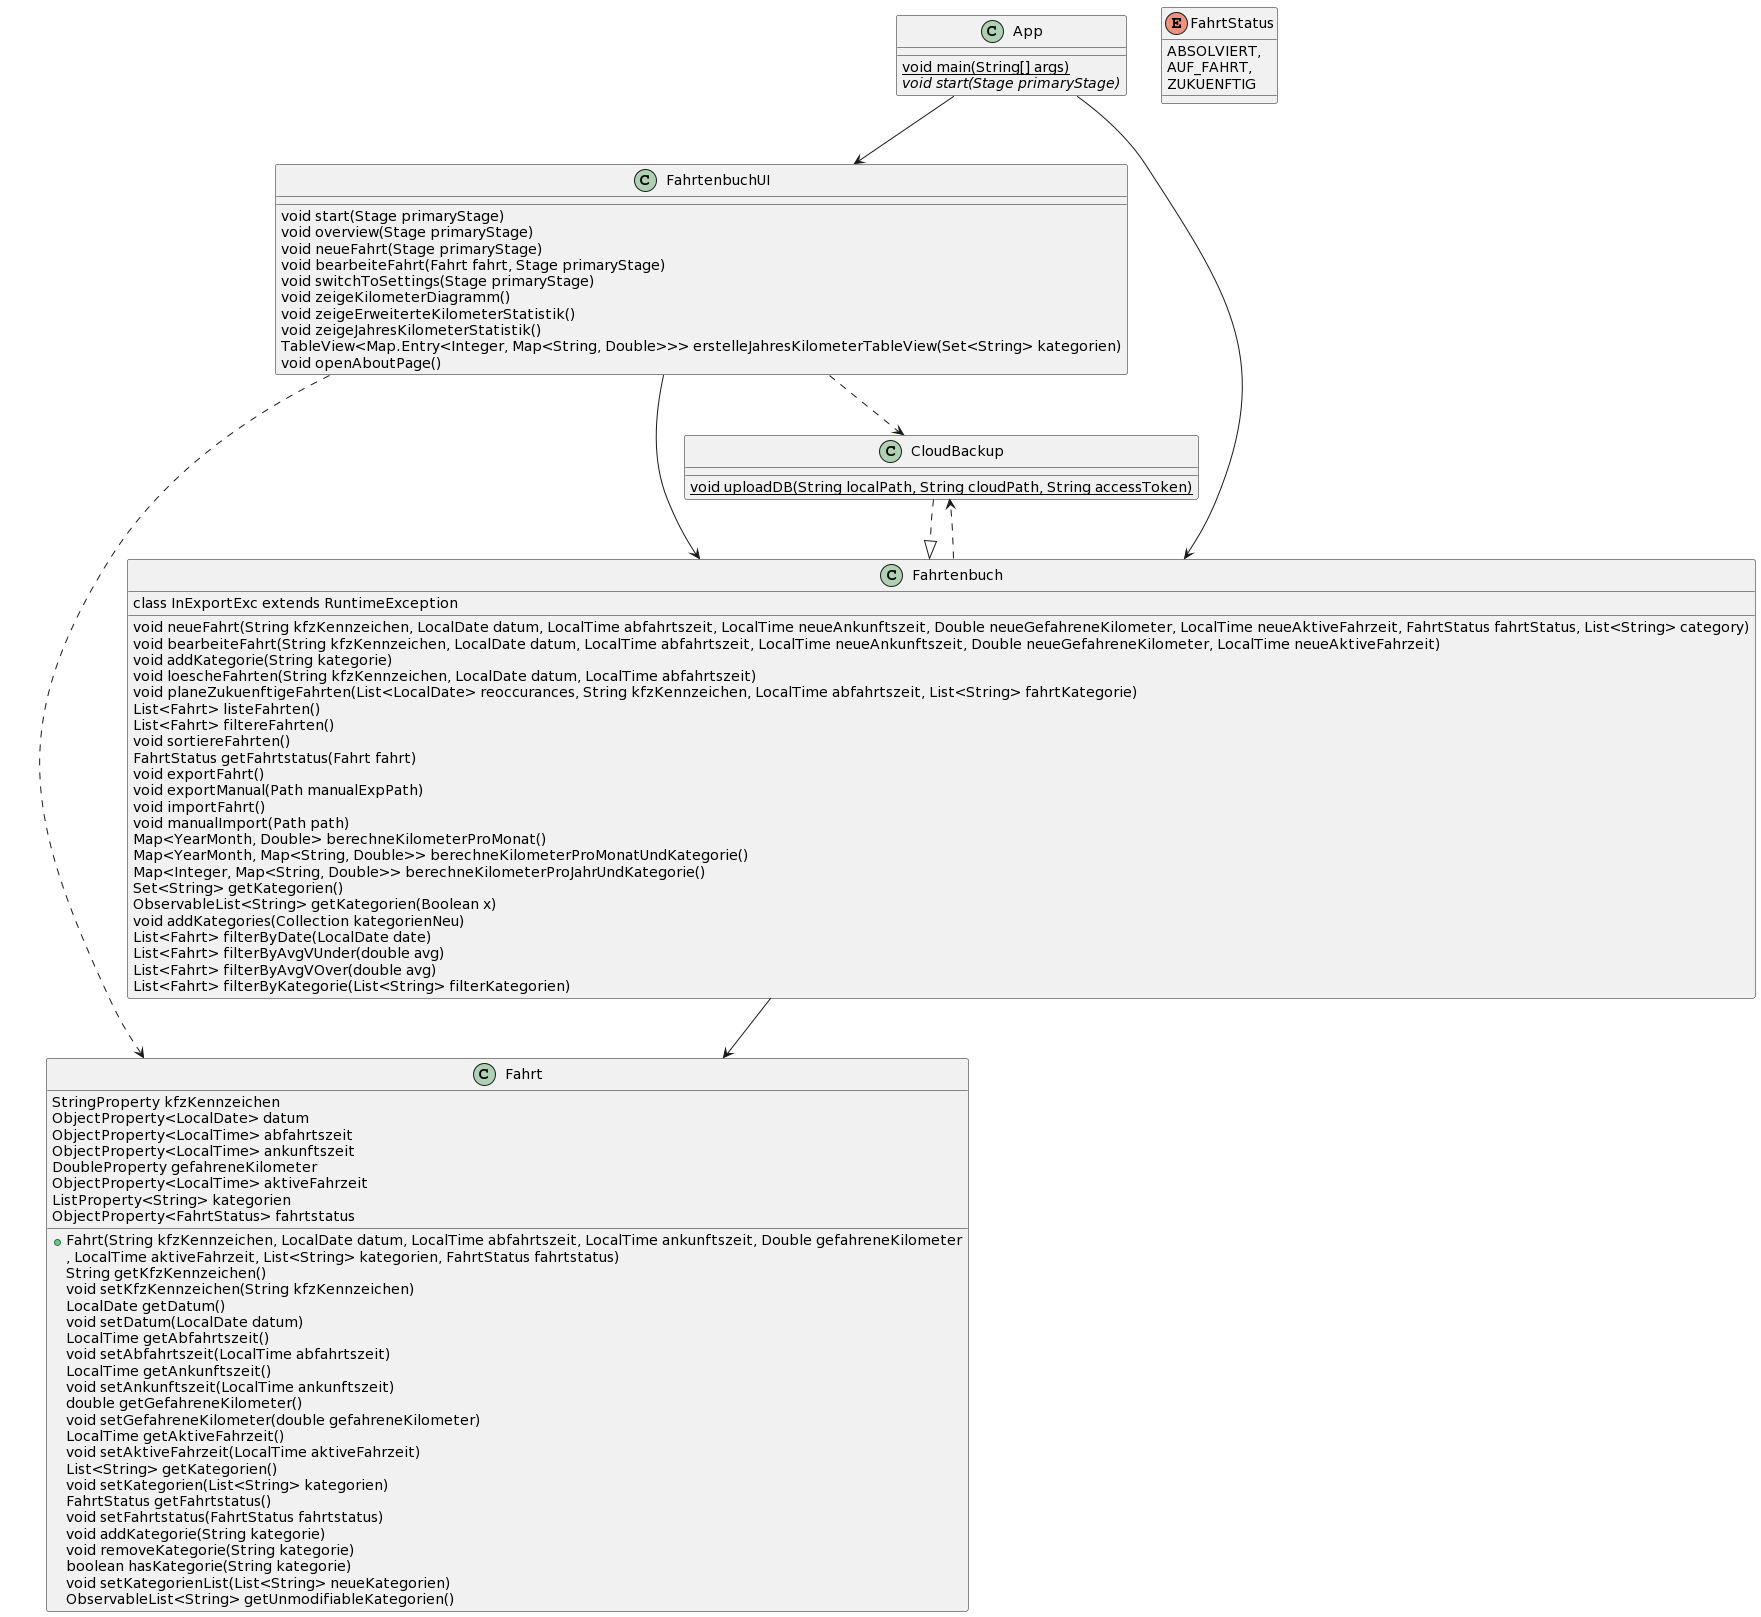 C App
void main(String[] args)
void start(Stage primaryStage)
E FahrtStatus
ABSOLVIERT,
AUF_FAHRT,
ZUKUENFTIG
C FahrtenbuchUI
void start(Stage primaryStage)
void overview(Stage primaryStage)
void neueFahrt(Stage primaryStage)
void bearbeiteFahrt(Fahrt fahrt, Stage primaryStage)
void switchToSettings(Stage primaryStage)
void zeigeKilometerDiagramm()
void zeigeErweiterteKilometerStatistik()
void zeigeJahresKilometerStatistik()
TableView<Map.Entry<Integer, Map<String, Double>>> erstelleJahresKilometerTableView(Set<String> kategorien)
void openAboutPage()
C CloudBackup
void uploadDB(String localPath, String cloudPath, String accessToken)
C Fahrtenbuch
class InExportExc extends RuntimeException
void neueFahrt(String kfzKennzeichen, LocalDate datum, LocalTime abfahrtszeit, LocalTime neueAnkunftszeit, Double neueGefahreneKilometer, LocalTime neueAktiveFahrzeit, FahrtStatus fahrtStatus, List<String> category)
void bearbeiteFahrt(String kfzKennzeichen, LocalDate datum, LocalTime abfahrtszeit, LocalTime neueAnkunftszeit, Double neueGefahreneKilometer, LocalTime neueAktiveFahrzeit)
void addKategorie(String kategorie)
void loescheFahrten(String kfzKennzeichen, LocalDate datum, LocalTime abfahrtszeit)
void planeZukuenftigeFahrten(List<LocalDate> reoccurances, String kfzKennzeichen, LocalTime abfahrtszeit, List<String> fahrtKategorie)
List<Fahrt> listeFahrten()
List<Fahrt> filtereFahrten()
void sortiereFahrten()
FahrtStatus getFahrtstatus(Fahrt fahrt)
void exportFahrt()
void exportManual(Path manualExpPath)
void importFahrt()
void manualImport(Path path)
Map<YearMonth, Double> berechneKilometerProMonat()
Map<YearMonth, Map<String, Double>> berechneKilometerProMonatUndKategorie()
Map<Integer, Map<String, Double>> berechneKilometerProJahrUndKategorie()
Set<String> getKategorien()
ObservableList<String> getKategorien(Boolean x)
void addKategories(Collection kategorienNeu)
List<Fahrt> filterByDate(LocalDate date)
List<Fahrt> filterByAvgVUnder(double avg)
List<Fahrt> filterByAvgVOver(double avg)
List<Fahrt> filterByKategorie(List<String> filterKategorien)
C Fahrt
StringProperty kfzKennzeichen
ObjectProperty<LocalDate> datum
ObjectProperty<LocalTime> abfahrtszeit
ObjectProperty<LocalTime> ankunftszeit
DoubleProperty gefahreneKilometer
ObjectProperty<LocalTime> aktiveFahrzeit
ListProperty<String> kategorien
ObjectProperty<FahrtStatus> fahrtstatus
Fahrt(String kfzKennzeichen, LocalDate datum, LocalTime abfahrtszeit, LocalTime ankunftszeit, Double gefahreneKilometer
, LocalTime aktiveFahrzeit, List<String> kategorien, FahrtStatus fahrtstatus)
String getKfzKennzeichen()
void setKfzKennzeichen(String kfzKennzeichen)
LocalDate getDatum()
void setDatum(LocalDate datum)
LocalTime getAbfahrtszeit()
void setAbfahrtszeit(LocalTime abfahrtszeit)
LocalTime getAnkunftszeit()
void setAnkunftszeit(LocalTime ankunftszeit)
double getGefahreneKilometer()
void setGefahreneKilometer(double gefahreneKilometer)
LocalTime getAktiveFahrzeit()
void setAktiveFahrzeit(LocalTime aktiveFahrzeit)
List<String> getKategorien()
void setKategorien(List<String> kategorien)
FahrtStatus getFahrtstatus()
void setFahrtstatus(FahrtStatus fahrtstatus)
void addKategorie(String kategorie)
void removeKategorie(String kategorie)
boolean hasKategorie(String kategorie)
void setKategorienList(List<String> neueKategorien)
ObservableList<String> getUnmodifiableKategorien()